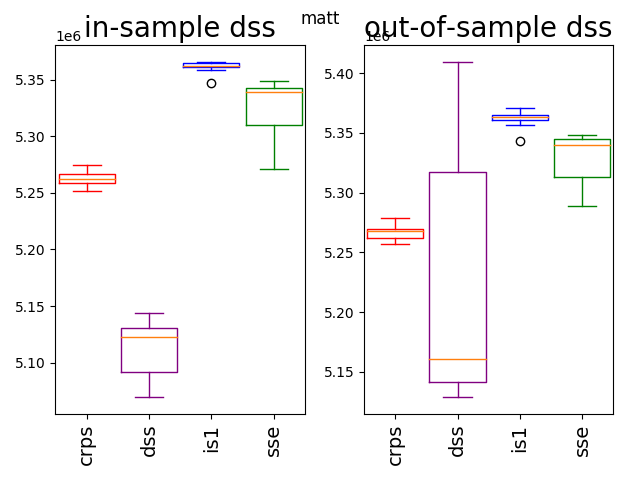 matt
in-sample dss
1e6
5.35
5.30
5.25
5.20
5.15
5.10
crps
dss
is1
sse
out-of-sample dss
1e6
5.40
5.35
5.30
5.25
5.20
5.15
crps
dss
is1
sse